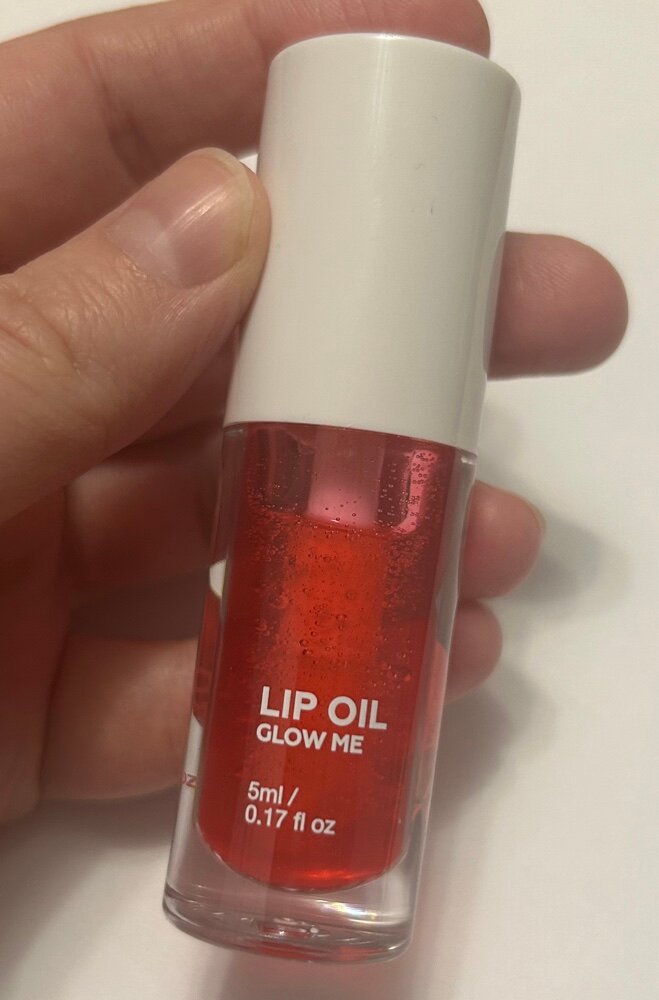 LIP OIL
GLOW ME
5ml /
0.17 fl oz